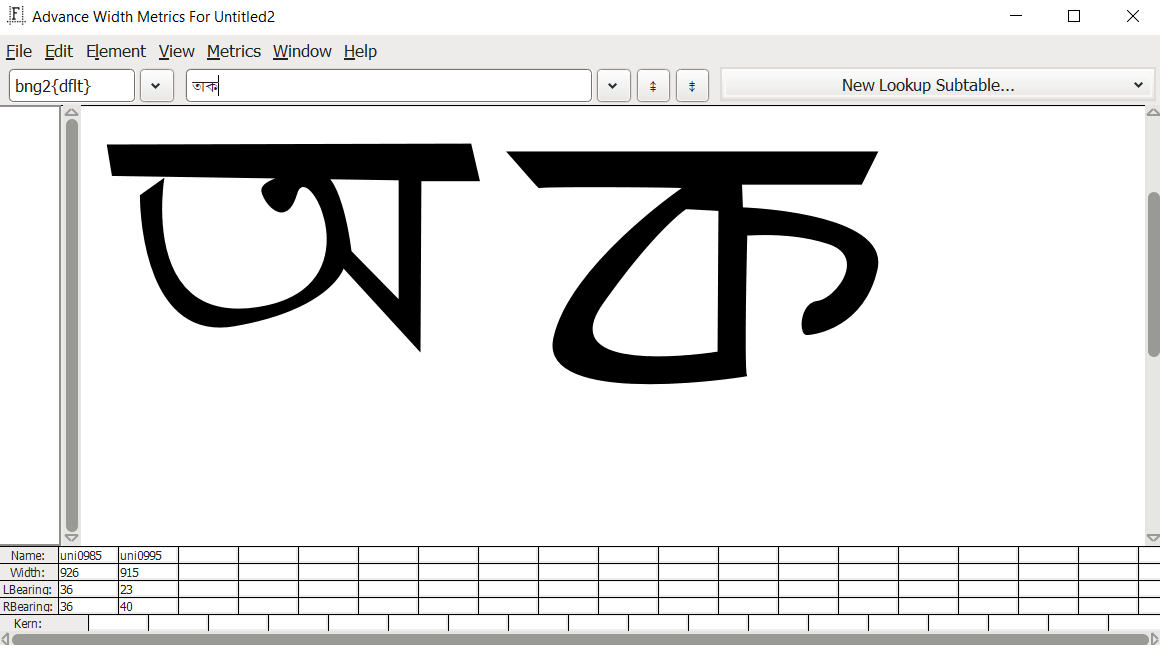 Advance Width Metrics For Untitled2
File Edit Element View Metrics Window Help
bng2{dflt} অক New Lookup Subtable...
অ ক
Name: uni0985 uni0995
Width: 926 915
LBearing: 36 23
RBearing: 36 40
Kern: